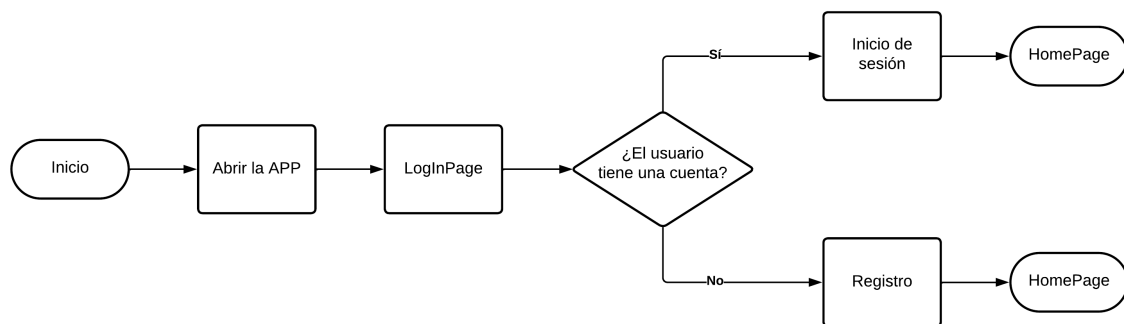 Inicio
Abrir la APP
LogInPage
¿El usuario
tiene una cuenta?
Sí
Inicio de
sesión
HomePage
No
Registro
HomePage